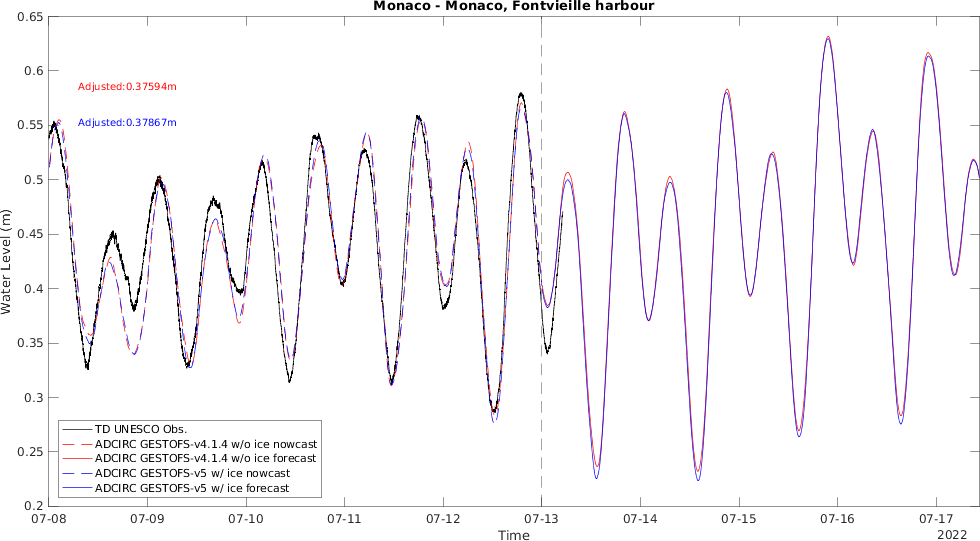 Monaco - Monaco, Fontvieille harbour
0.65
0.6
0.55
0.5
0.45
0.4
0.35
0.3
0.25
0.2
Water Level (m)
Adjusted:0.37594m
Adjusted:0.37867m
TD UNESCO Obs.
ADCIRC GESTOFS-v4.1.4 w/o ice nowcast
ADCIRC GESTOFS-v4.1.4 w/o ice forecast
ADCIRC GESTOFS-v5 w/ ice nowcast
ADCIRC GESTOFS-v5 w/ ice forecast
07-08 07-09 07-10 07-11 07-12 07-13 07-14 07-15 07-16 07-17
Time
2022